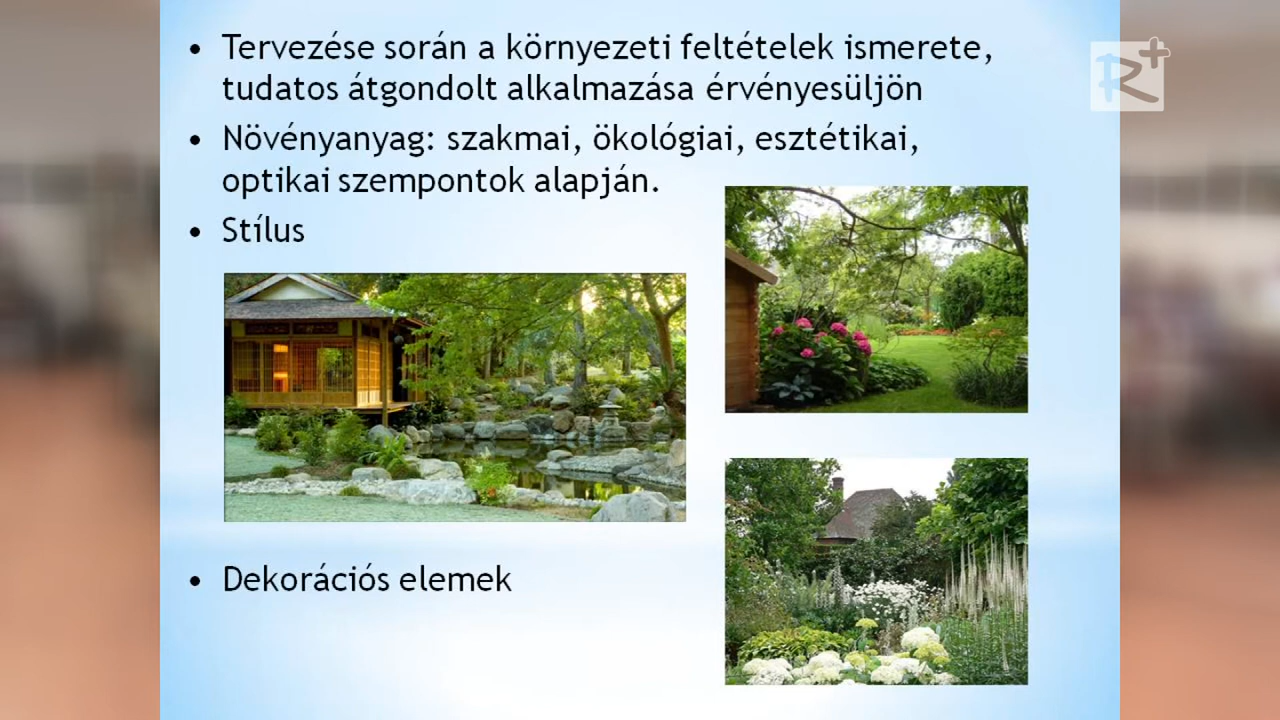 • Tervezése során a környezeti feltételek ismerete,
tudatos átgondolt alkalmazása érvényesüljön
• Növényanyag: szakmai, ökológiai, esztétikai,
optikai szempontok alapján.
• Stílus
• Dekorációs elemek
R+